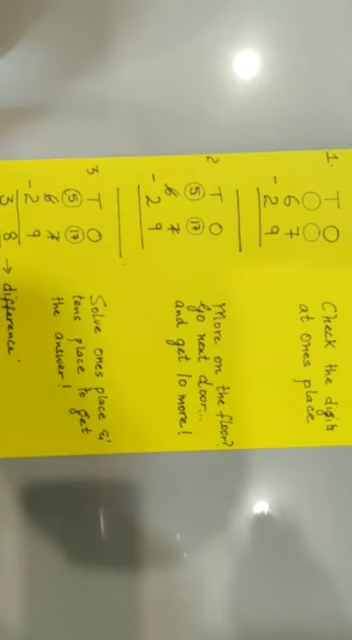 1.
T O
○ ○
6 7
- 2 9
Check the digits
at ones place
2
T O
⑤ ⑰
6 7
- 2 9
More on the floor?
Go next door...
and get 10 more!
3
T O
⑤ ⑰
6 7
- 2 9
3 8 → difference.
Solve ones place &
tens place to get
the answer!